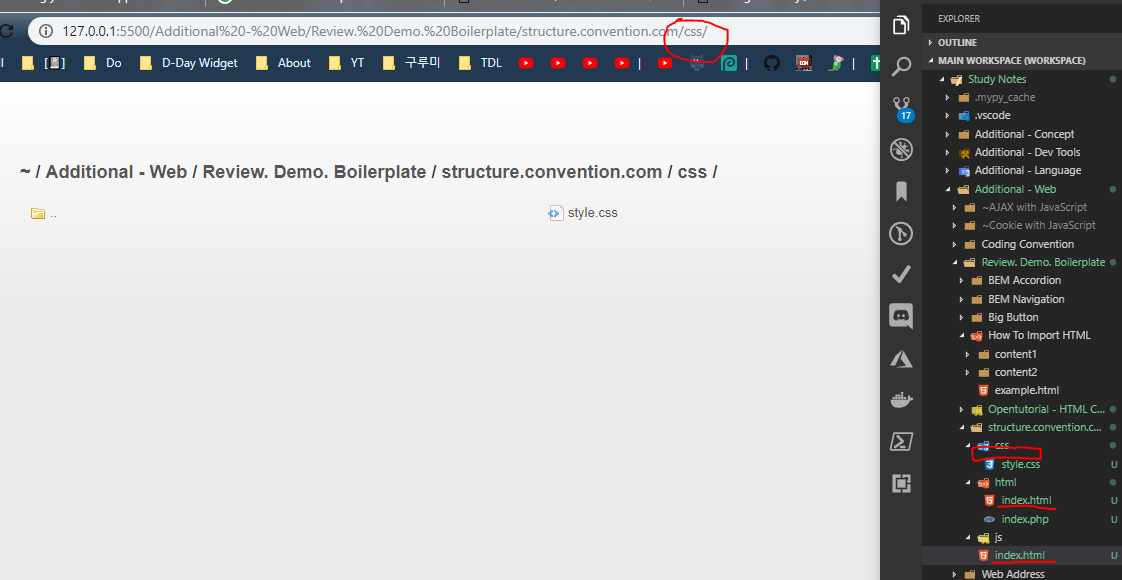 127.0.0.1:5500/Additional%20-%20Web/Review.%20Demo.%20Boilerplate/structure.convention.com/css/
Do D-Day Widget About YT 구루미 TDL
~ / Additional - Web / Review. Demo. Boilerplate / structure.convention.com / css /
..
style.css
17
EXPLORER
OUTLINE
MAIN WORKSPACE (WORKSPACE)
Study Notes
.mypy_cache
.vscode
Additional - Concept
Additional - Dev Tools
Additional - Language
Additional - Web
~AJAX with JavaScript
~Cookie with JavaScript
Coding Convention
Review. Demo. Boilerplate
BEM Accordion
BEM Navigation
Big Button
How To Import HTML
content1
content2
example.html
Opentutorial - HTML C...
structure.convention.c...
css
style.css U
html
index.html U
index.php U
js
index.html U
Web Address